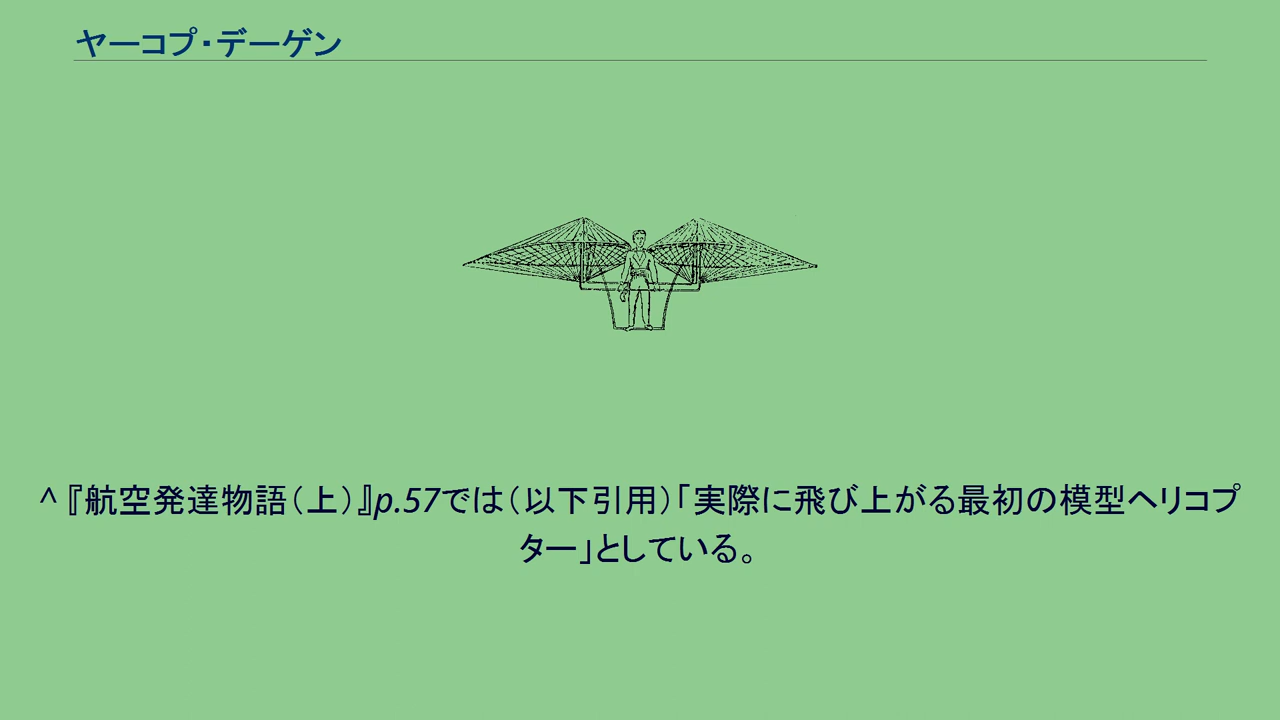 ヤーコプ・デーゲン
^『航空発達物語（上）』p.57では（以下引用）「実際に飛び上がる最初の模型ヘリコプ
ター」としている。